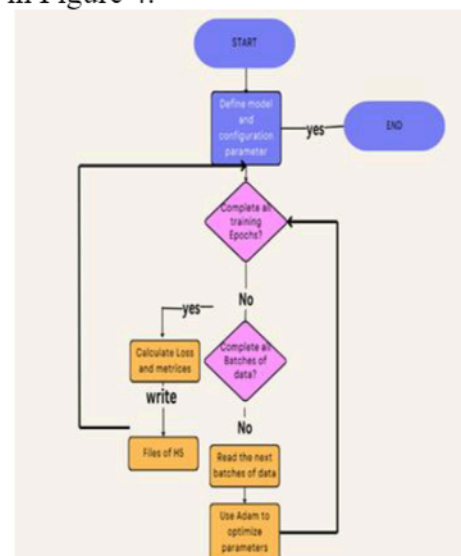 in Figure 4.
START
Define model
and
configuration
parameter
yes
END
Complete all
training
Epochs?
No
yes
Calculate Loss
and metrices
Complete all
Batches of
data?
write
No
Files of H5
Read the next
batches of data
Use Adam to
optimize
parameters